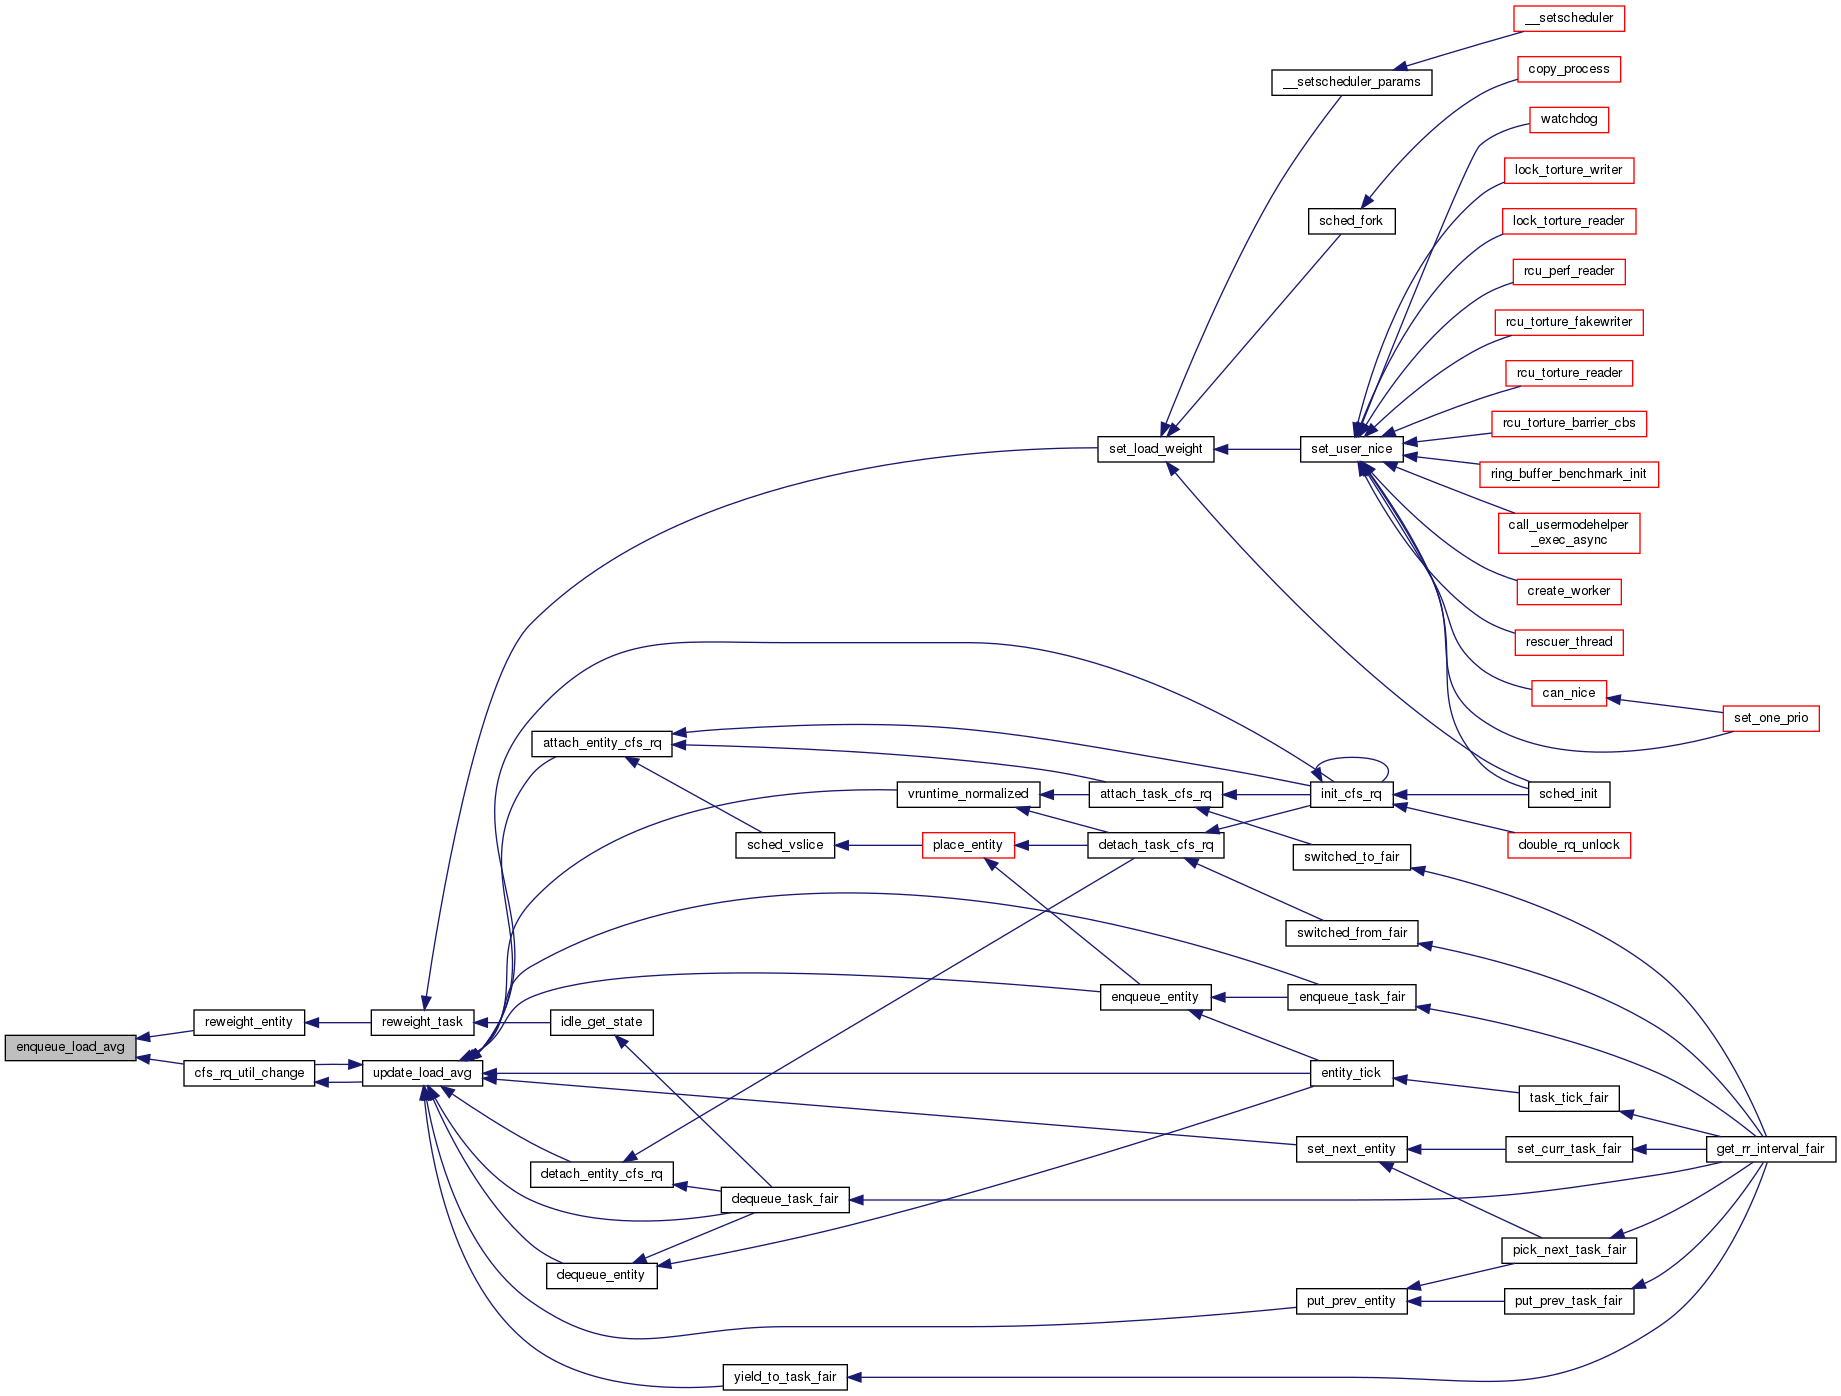 __setscheduler
copy_process
__setscheduler_params
watchdog
lock_torture_writer
sched_fork
lock_torture_reader
rcu_perf_reader
rcu_torture_fakewriter
rcu_torture_reader
rcu_torture_barrier_cbs
set_load_weight
set_user_nice
ring_buffer_benchmark_init
call_usermodehelper
_exec_async
create_worker
rescuer_thread
can_nice
set_one_prio
attach_entity_cfs_rq
vruntime_normalized
attach_task_cfs_rq
init_cfs_rq
sched_init
sched_vslice
place_entity
detach_task_cfs_rq
double_rq_unlock
switched_to_fair
switched_from_fair
enqueue_entity
enqueue_task_fair
reweight_entity
reweight_task
idle_get_state
enqueue_load_avg
cfs_rq_util_change
update_load_avg
entity_tick
task_tick_fair
set_next_entity
set_curr_task_fair
get_rr_interval_fair
detach_entity_cfs_rq
dequeue_task_fair
pick_next_task_fair
dequeue_entity
put_prev_entity
put_prev_task_fair
yield_to_task_fair